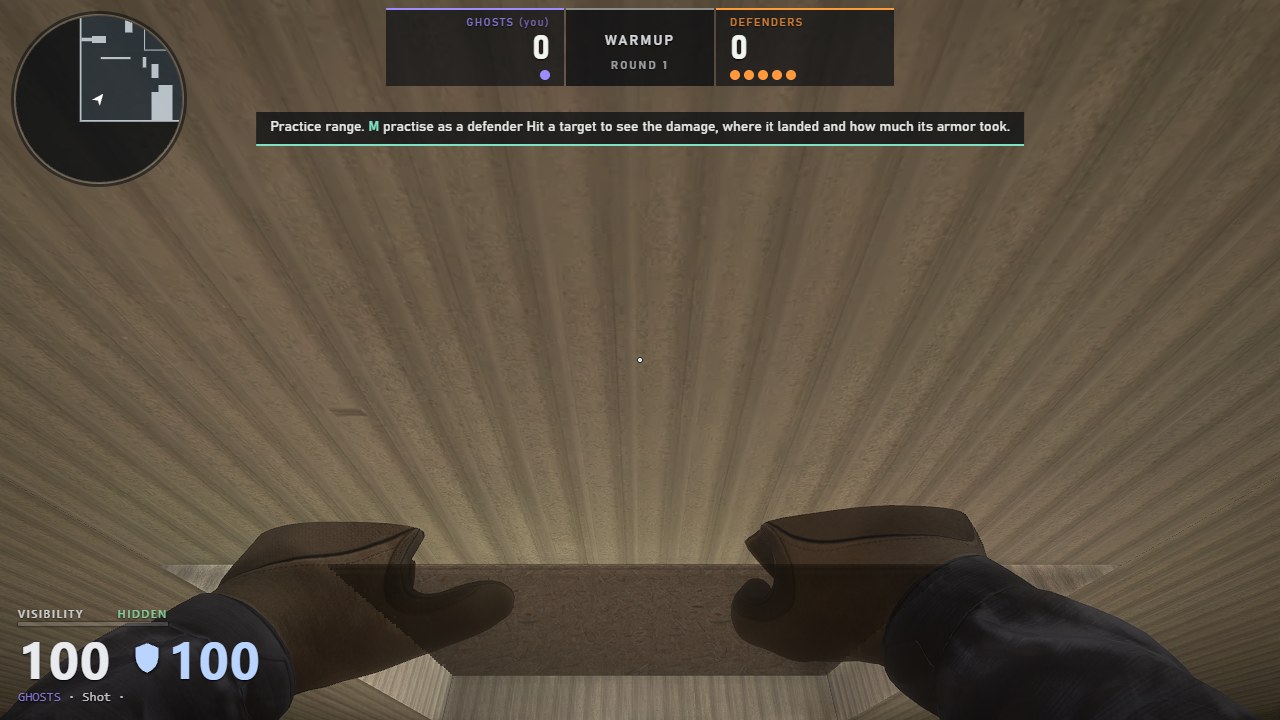 GHOSTS (you)
0
WARMUP
ROUND 1
DEFENDERS
0
Practice range. M practise as a defender Hit a target to see the damage, where it landed and how much its armor took.
VISIBILITY HIDDEN
100 100
GHOSTS · Shot ·